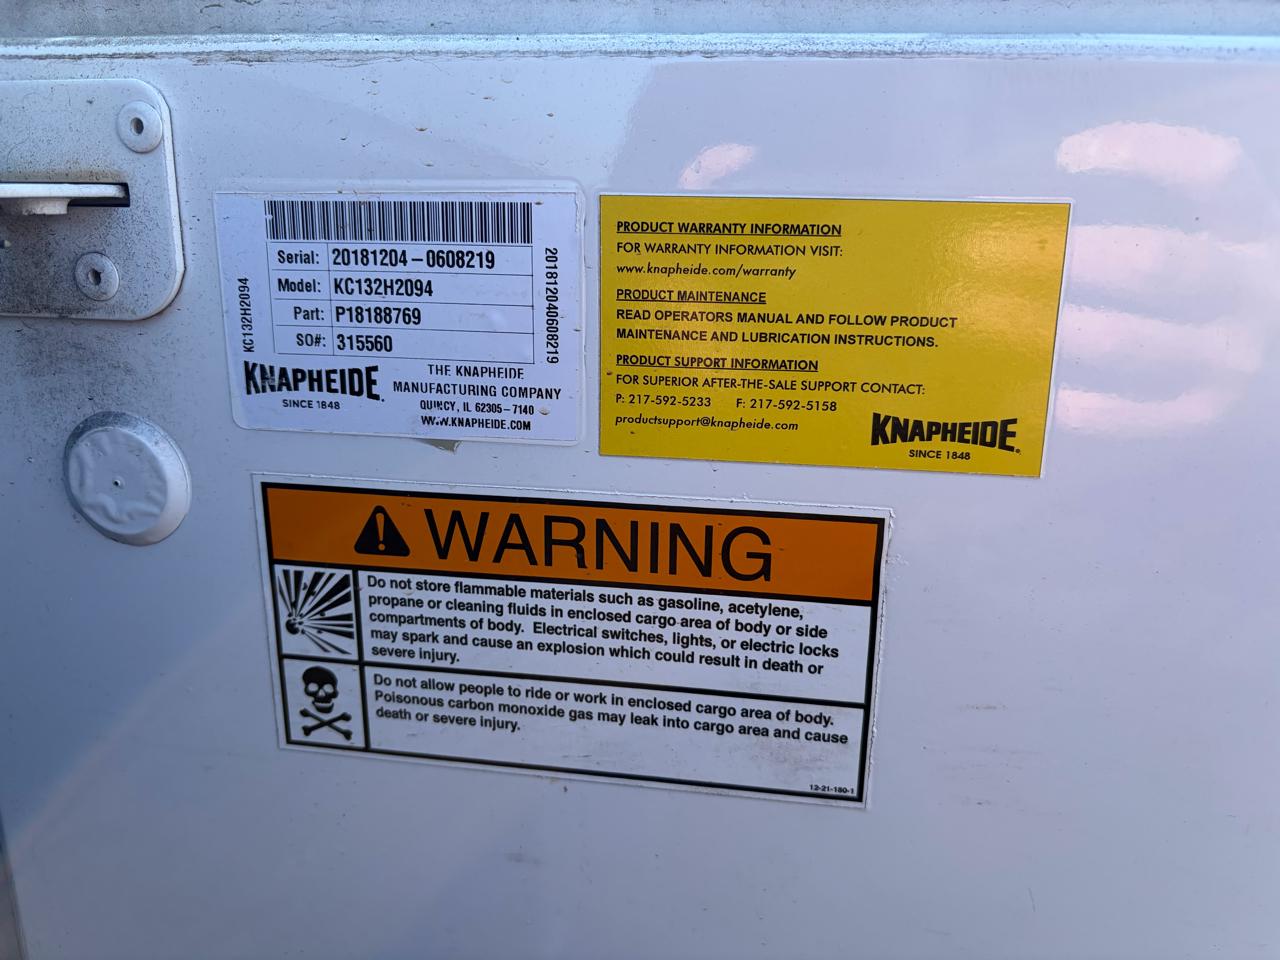 Serial: 20181204-0608219
Model: KC132H2094
Part: P18188769
SO#: 315560
KC132H2094
201812040608219
KNAPHEIDE
SINCE 1848
THE KNAPHEIDE
MANUFACTURING COMPANY
QUINCY, IL 62305-7140
WWW.KNAPHEIDE.COM
PRODUCT WARRANTY INFORMATION
FOR WARRANTY INFORMATION VISIT:
www.knapheide.com/warranty
PRODUCT MAINTENANCE
READ OPERATORS MANUAL AND FOLLOW PRODUCT
MAINTENANCE AND LUBRICATION INSTRUCTIONS.
PRODUCT SUPPORT INFORMATION
FOR SUPERIOR AFTER-THE-SALE SUPPORT CONTACT:
P: 217-592-5233 F: 217-592-5158
productsupport@knapheide.com
KNAPHEIDE
SINCE 1848
WARNING
Do not store flammable materials such as gasoline, acetylene,
propane or cleaning fluids in enclosed cargo area of body or side
compartments of body. Electrical switches, lights, or electric locks
may spark and cause an explosion which could result in death or
severe injury.
Do not allow people to ride or work in enclosed cargo area of body.
Poisonous carbon monoxide gas may leak into cargo area and cause
death or severe injury.
12-21-180-1